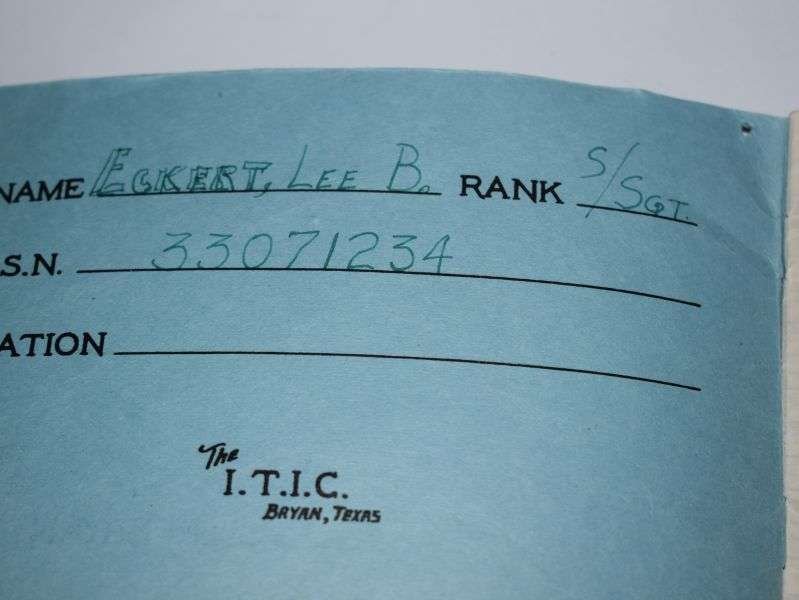 NAME ECKERT, LEE B. RANK S/SGT.
S.N. 33071234
ATION
The
I.T.I.C.
BRYAN, TEXAS